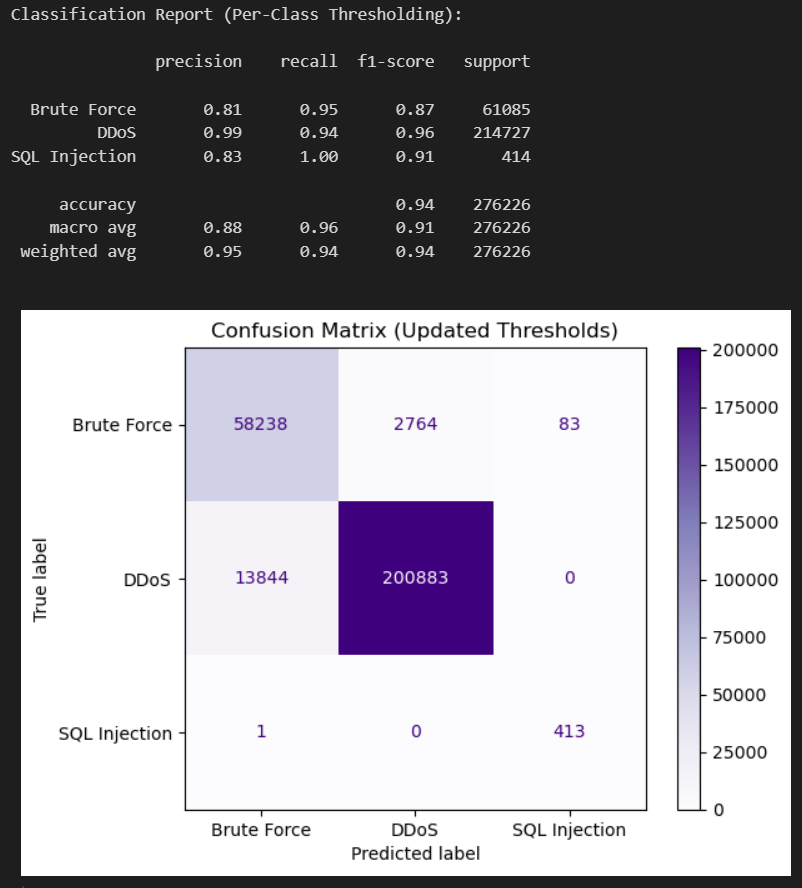 Classification Report (Per-Class Thresholding):
precision recall f1-score support
Brute Force 0.81 0.95 0.87 61085
DDoS 0.99 0.94 0.96 214727
SQL Injection 0.83 1.00 0.91 414
accuracy 0.94 276226
macro avg 0.88 0.96 0.91 276226
weighted avg 0.95 0.94 0.94 276226
Confusion Matrix (Updated Thresholds)
True label
Brute Force 58238 2764 83
DDoS 13844 200883 0
SQL Injection 1 0 413
Brute Force DDoS SQL Injection
Predicted label
200000
175000
150000
125000
100000
75000
50000
25000
0